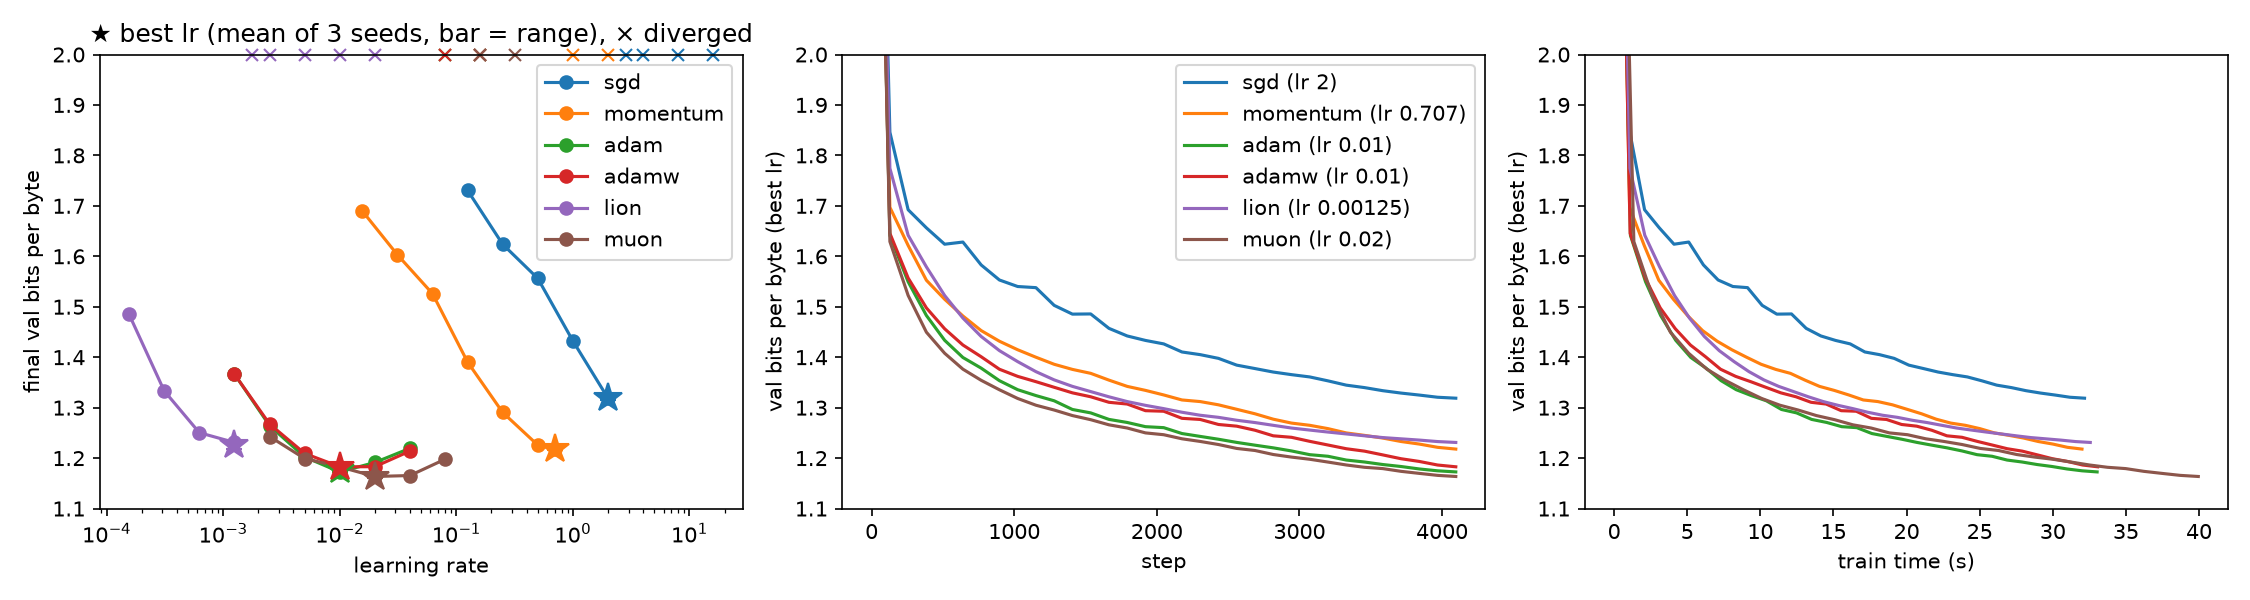 ★ best lr (mean of 3 seeds, bar = range), × diverged
final val bits per byte
2.0
1.9
1.8
1.7
1.6
1.5
1.4
1.3
1.2
1.1
sgd
momentum
adam
adamw
lion
muon
10⁻⁴
10⁻³
10⁻²
10⁻¹
10⁰
10¹
learning rate
val bits per byte (best lr)
2.0
1.9
1.8
1.7
1.6
1.5
1.4
1.3
1.2
1.1
sgd (lr 2)
momentum (lr 0.707)
adam (lr 0.01)
adamw (lr 0.01)
lion (lr 0.00125)
muon (lr 0.02)
0
1000
2000
3000
4000
step
val bits per byte (best lr)
2.0
1.9
1.8
1.7
1.6
1.5
1.4
1.3
1.2
1.1
0
5
10
15
20
25
30
35
40
train time (s)